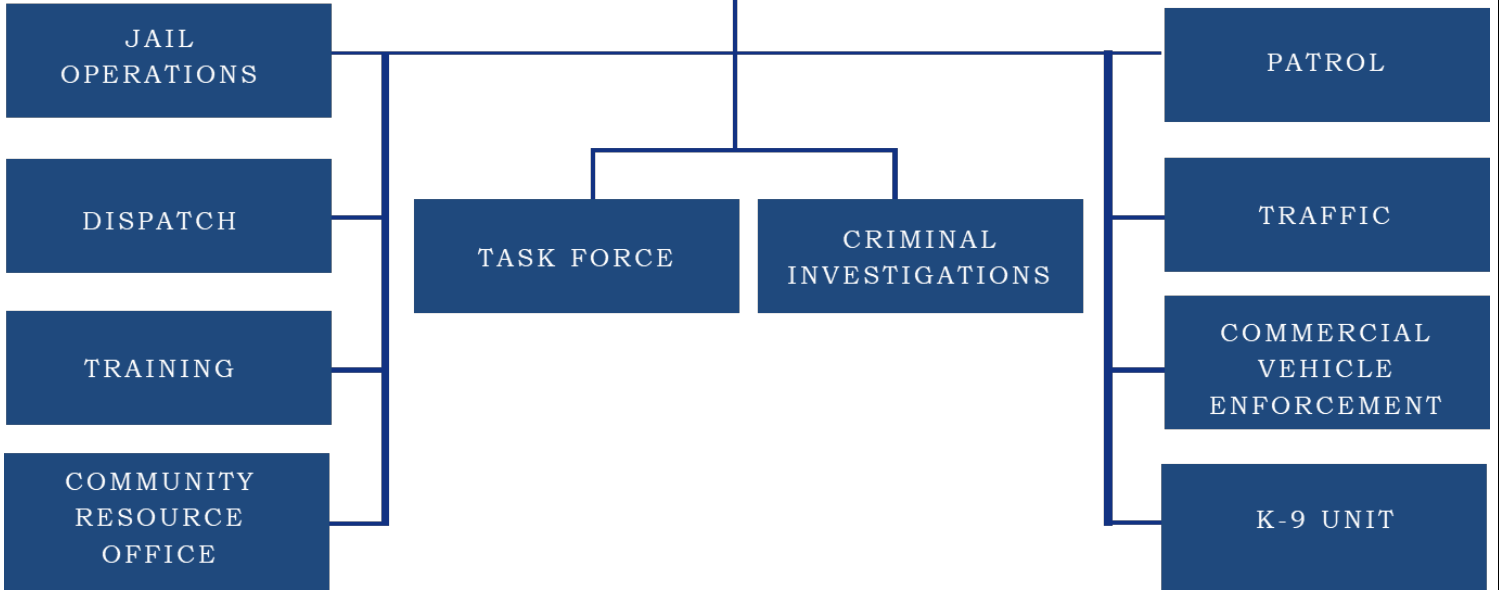 JAIL
OPERATIONS
PATROL
DISPATCH
TRAFFIC
TASK FORCE
CRIMINAL
INVESTIGATIONS
TRAINING
COMMERCIAL
VEHICLE
ENFORCEMENT
COMMUNITY
RESOURCE
OFFICE
K-9 UNIT